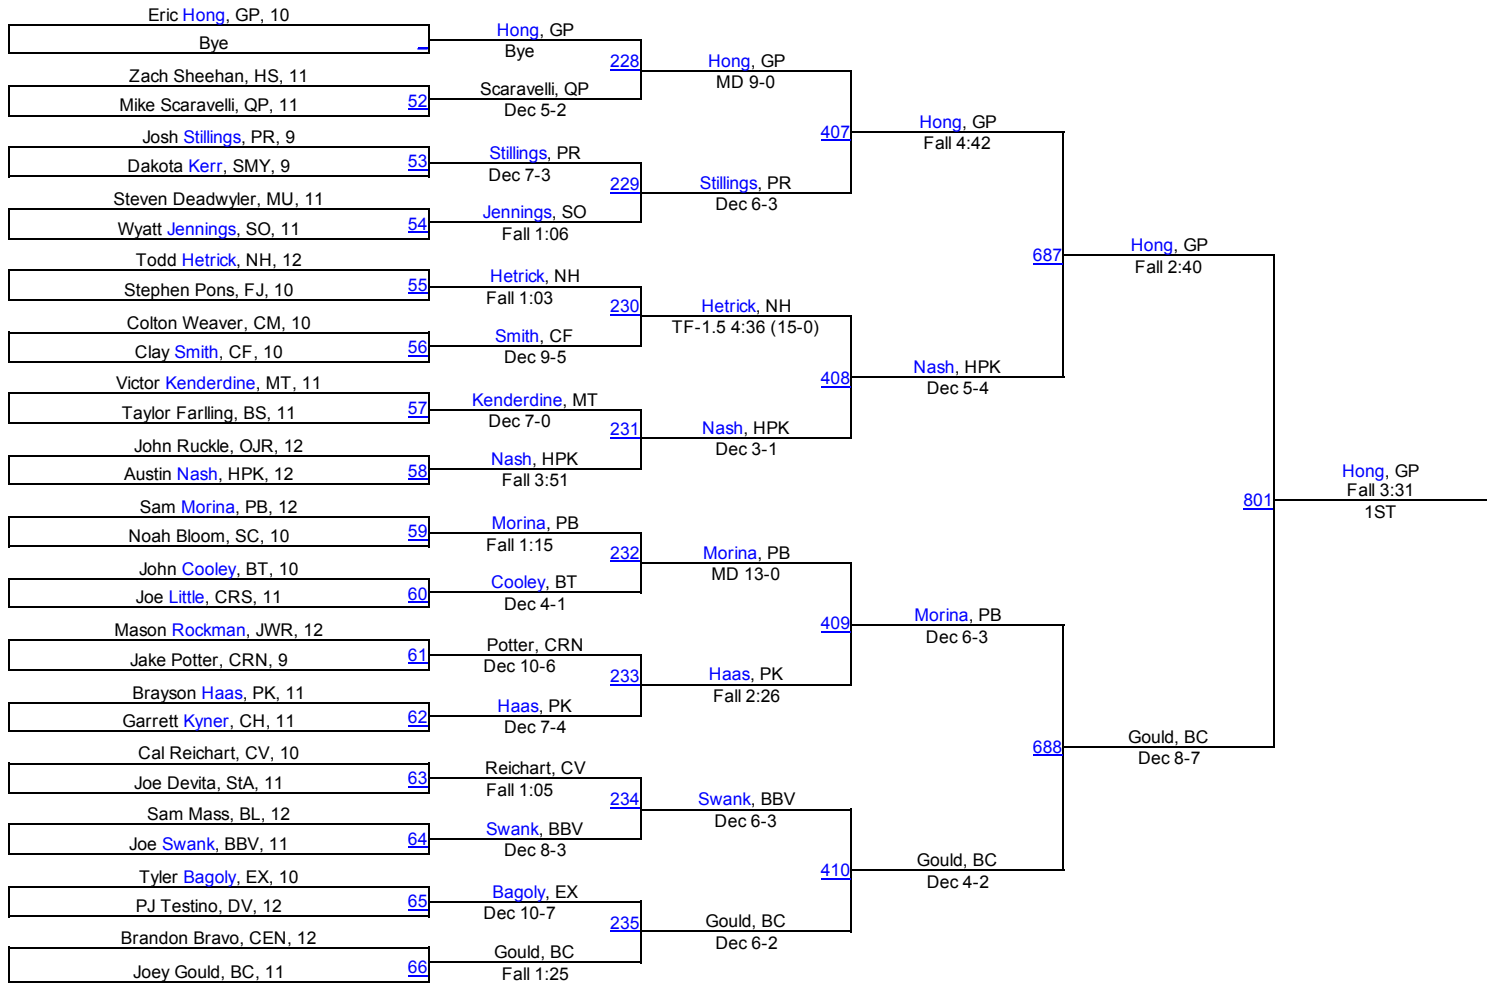 Eric Hong, GP, 10
Bye
Zach Sheehan, HS, 11
Mike Scaravelli, QP, 11
52
Josh Stillings, PR, 9
Dakota Kerr, SMY, 9
53
Steven Deadwyler, MU, 11
Wyatt Jennings, SO, 11
54
Todd Hetrick, NH, 12
Stephen Pons, FJ, 10
55
Colton Weaver, CM, 10
Clay Smith, CF, 10
56
Victor Kenderdine, MT, 11
Taylor Farlling, BS, 11
57
John Ruckle, OJR, 12
Austin Nash, HPK, 12
58
Sam Morina, PB, 12
Noah Bloom, SC, 10
59
John Cooley, BT, 10
Joe Little, CRS, 11
60
Mason Rockman, JWR, 12
Jake Potter, CRN, 9
61
Brayson Haas, PK, 11
Garrett Kyner, CH, 11
62
Cal Reichart, CV, 10
Joe Devita, StA, 11
63
Sam Mass, BL, 12
Joe Swank, BBV, 11
64
Tyler Bagoly, EX, 10
PJ Testino, DV, 12
65
Brandon Bravo, CEN, 12
Joey Gould, BC, 11
66
Hong, GP
Bye
228
Scaravelli, QP
Dec 5-2
Stillings, PR
Dec 7-3
229
Jennings, SO
Fall 1:06
Hetrick, NH
Fall 1:03
230
Smith, CF
Dec 9-5
Kenderdine, MT
Dec 7-0
231
Nash, HPK
Fall 3:51
Morina, PB
Fall 1:15
232
Cooley, BT
Dec 4-1
Potter, CRN
Dec 10-6
233
Haas, PK
Dec 7-4
Reichart, CV
Fall 1:05
234
Swank, BBV
Dec 8-3
Bagoly, EX
Dec 10-7
235
Gould, BC
Fall 1:25
Hong, GP
MD 9-0
407
Stillings, PR
Dec 6-3
Hetrick, NH
TF-1.5 4:36 (15-0)
408
Nash, HPK
Dec 3-1
Morina, PB
MD 13-0
409
Haas, PK
Fall 2:26
Swank, BBV
Dec 6-3
410
Gould, BC
Dec 6-2
Hong, GP
Fall 4:42
687
Nash, HPK
Dec 5-4
Morina, PB
Dec 6-3
688
Gould, BC
Dec 4-2
Hong, GP
Fall 2:40
801
Gould, BC
Dec 8-7
Hong, GP
Fall 3:31
1ST